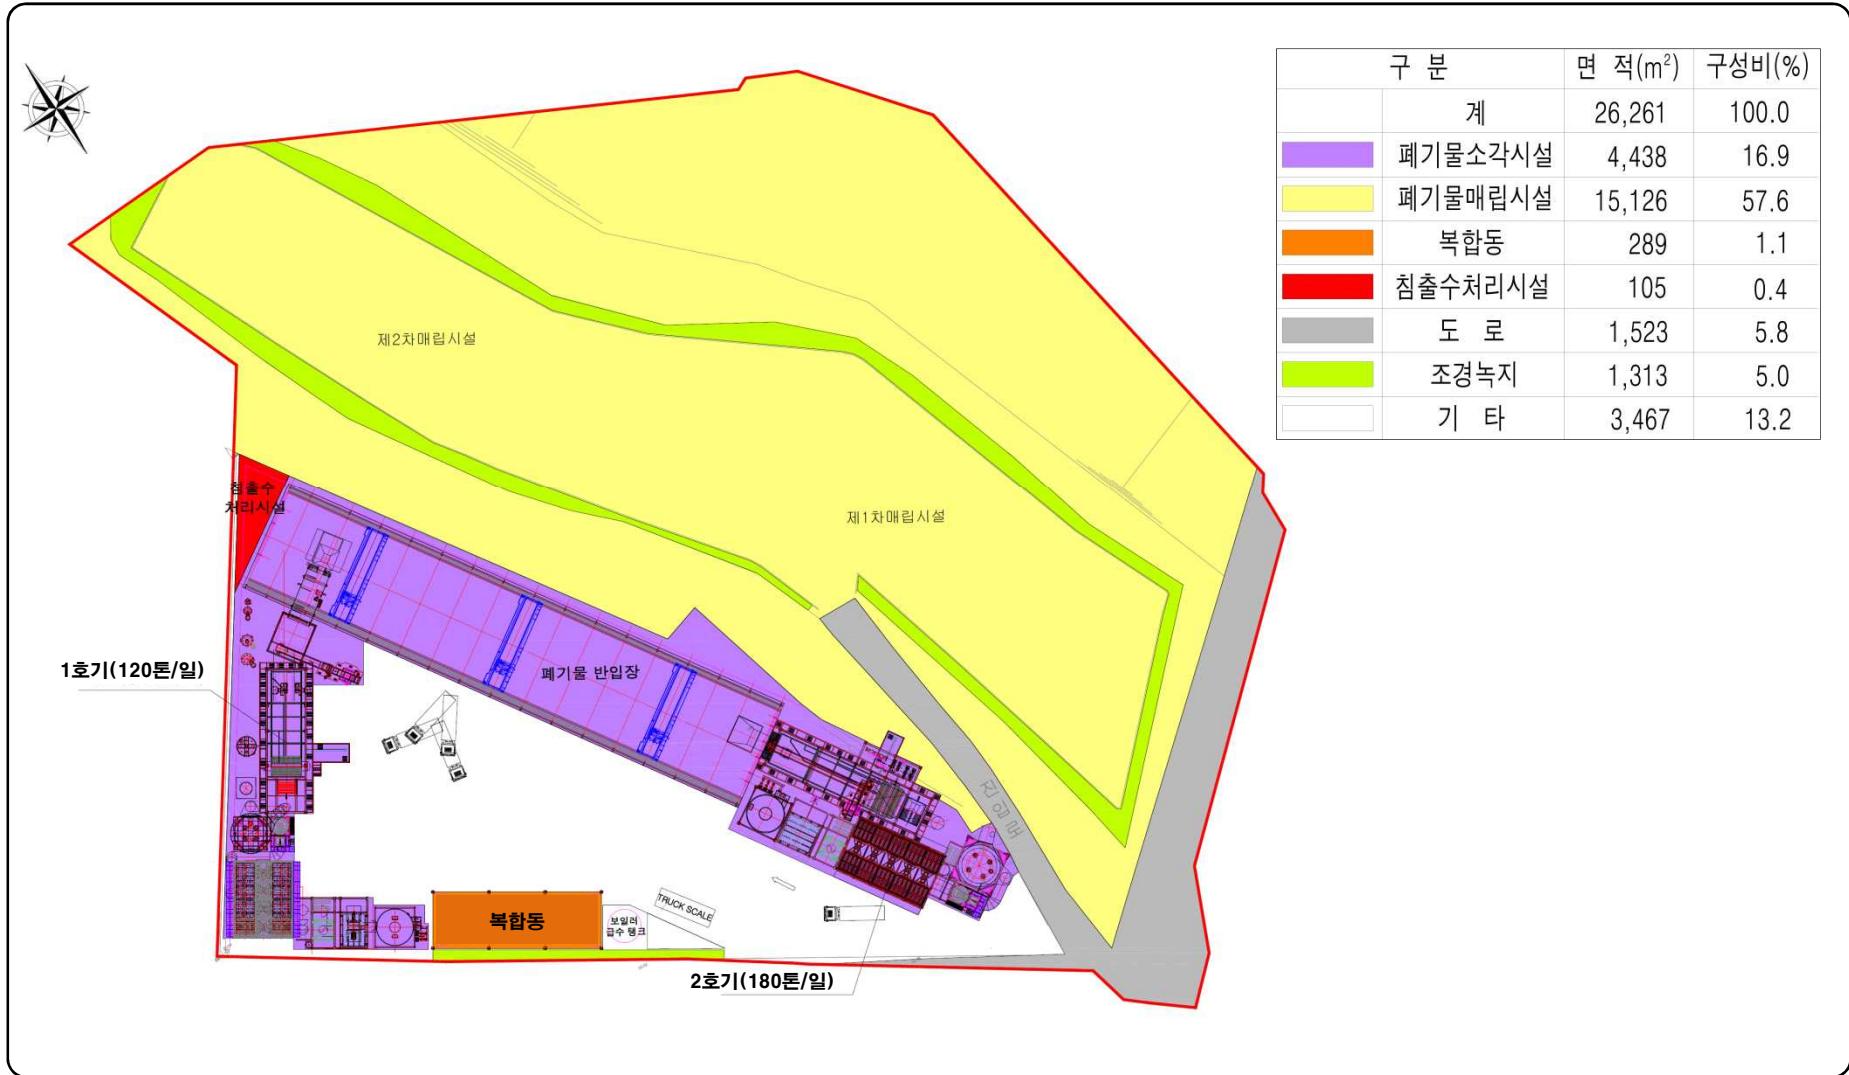 구 분 면 적(m²) 구성비(%)
계 26,261 100.0
폐기물소각시설 4,438 16.9
폐기물매립시설 15,126 57.6
복합동 289 1.1
침출수처리시설 105 0.4
도 로 1,523 5.8
조경녹지 1,313 5.0
기 타 3,467 13.2
제2차매립시설
침출수
처리시설
제1차매립시설
1호기(120톤/일)
폐기물 반입장
진입로
복합동
보일러
급수 탱크
TRUCK SCALE
2호기(180톤/일)